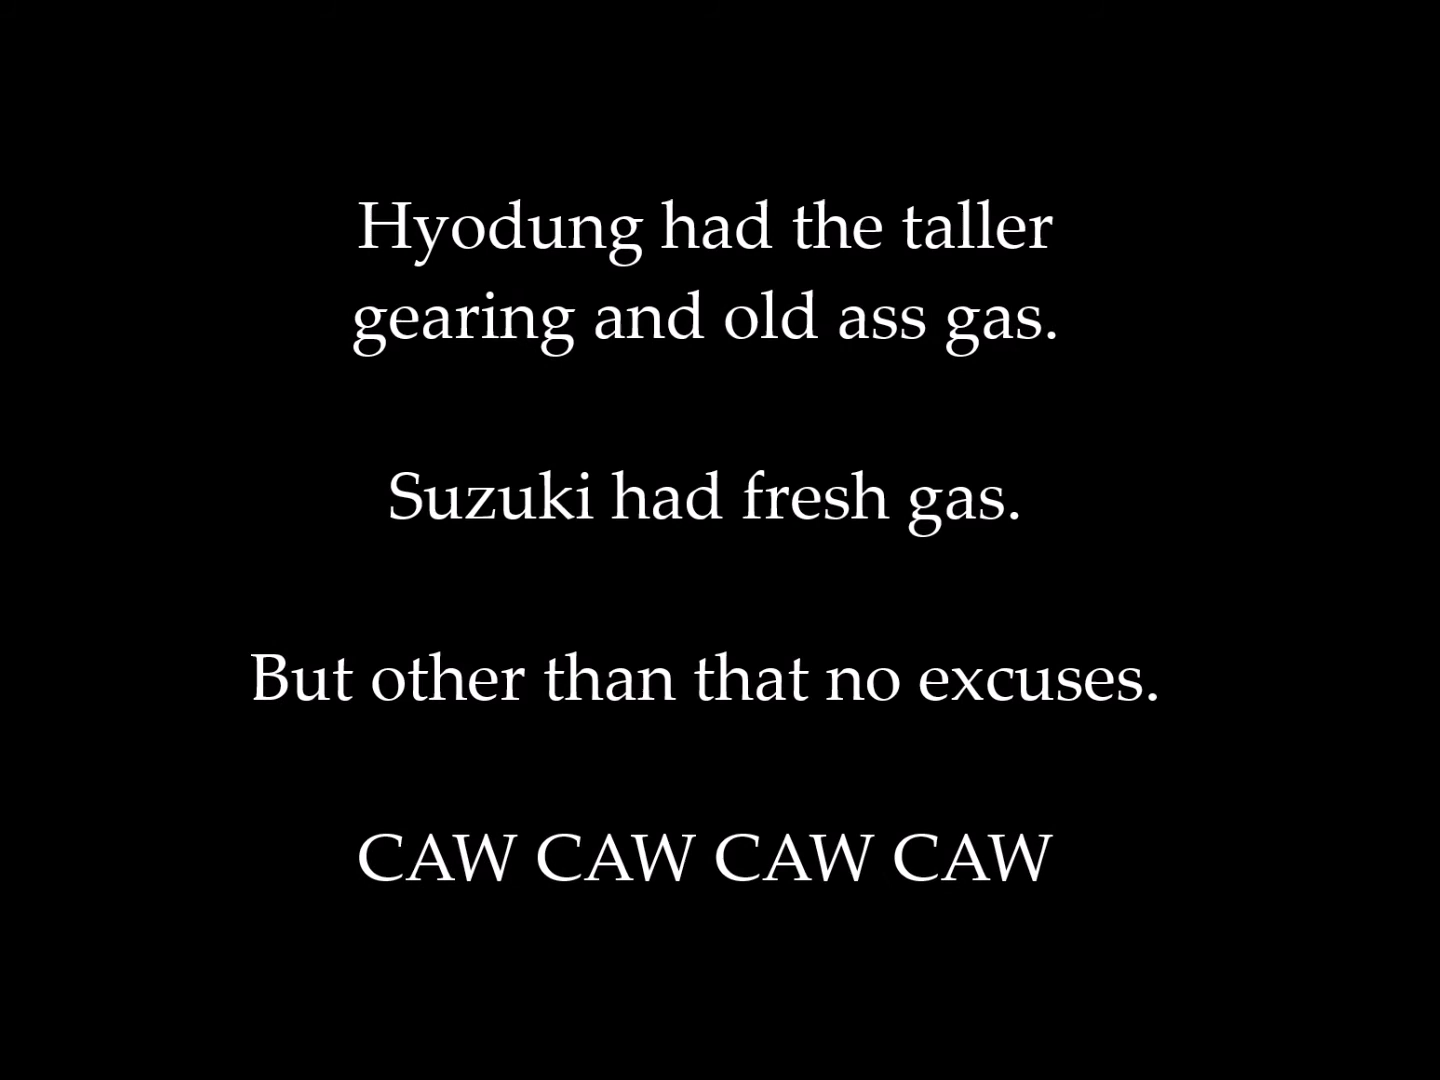 Hyodung had the taller
gearing and old ass gas.
Suzuki had fresh gas.
But other than that no excuses.
CAW CAW CAW CAW